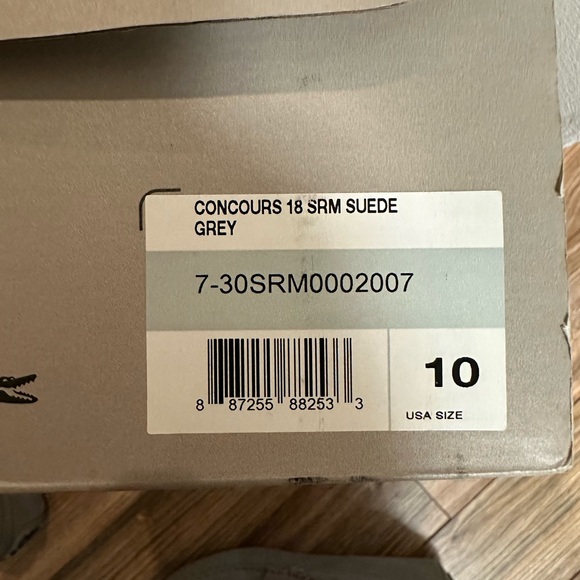 CONCOURS 18 SRM SUEDE
GREY
7-30SRM0002007
8 87255 88253 3
10
USA SIZE